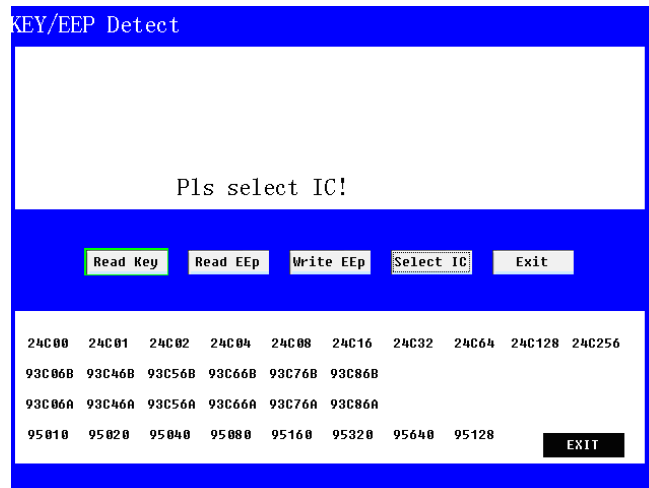 KEY/EEP Detect
Pls select IC!
Read Key Read EEp Write EEp Select IC Exit
24C00 24C01 24C02 24C04 24C08 24C16 24C32 24C64 24C128 24C256
93C06B 93C46B 93C56B 93C66B 93C76B 93C86B
93C06A 93C46A 93C56A 93C66A 93C76A 93C86A
95010 95020 95040 95080 95160 95320 95640 95128
EXIT